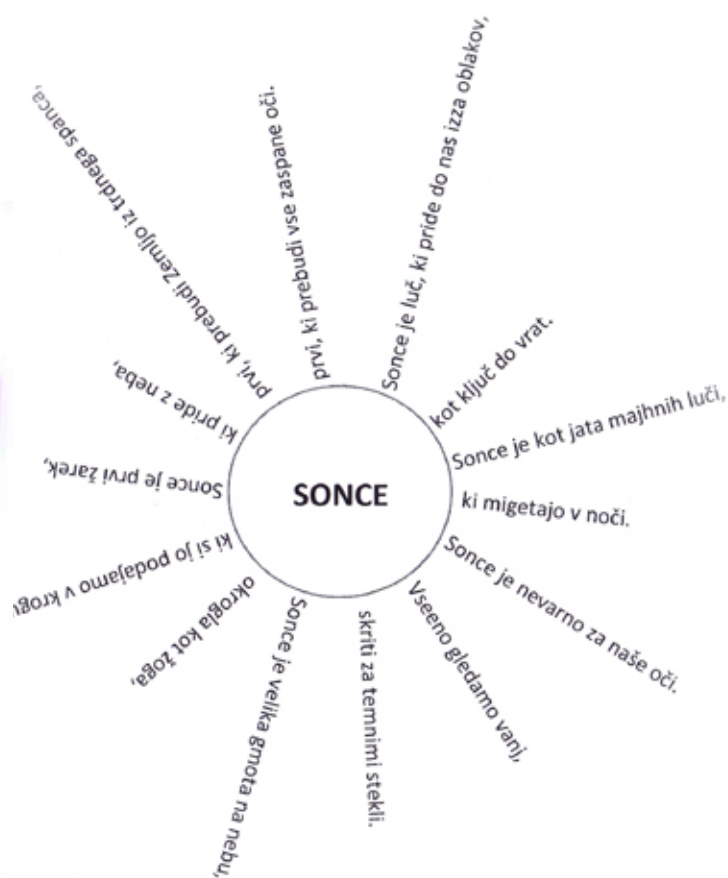 SONCE
Sonce je luč, ki pride do nas izza oblakov,
kot ključ do vrat.
Sonce je kot jata majhnih luči,
ki migetajo v noči.
Sonce je nevarno za naše oči.
Vseeno gledamo vanj,
skriti za temnimi stekli.
Sonce je velika gmota na nebu,
okrogla kot žoga,
ki si jo podajamo v krogu
Sonce je prvi žarek,
ki pride z neba,
prvi, ki prebudi Zemljo iz trdnega spanca,
prvi, ki prebudi vse zaspane oči.